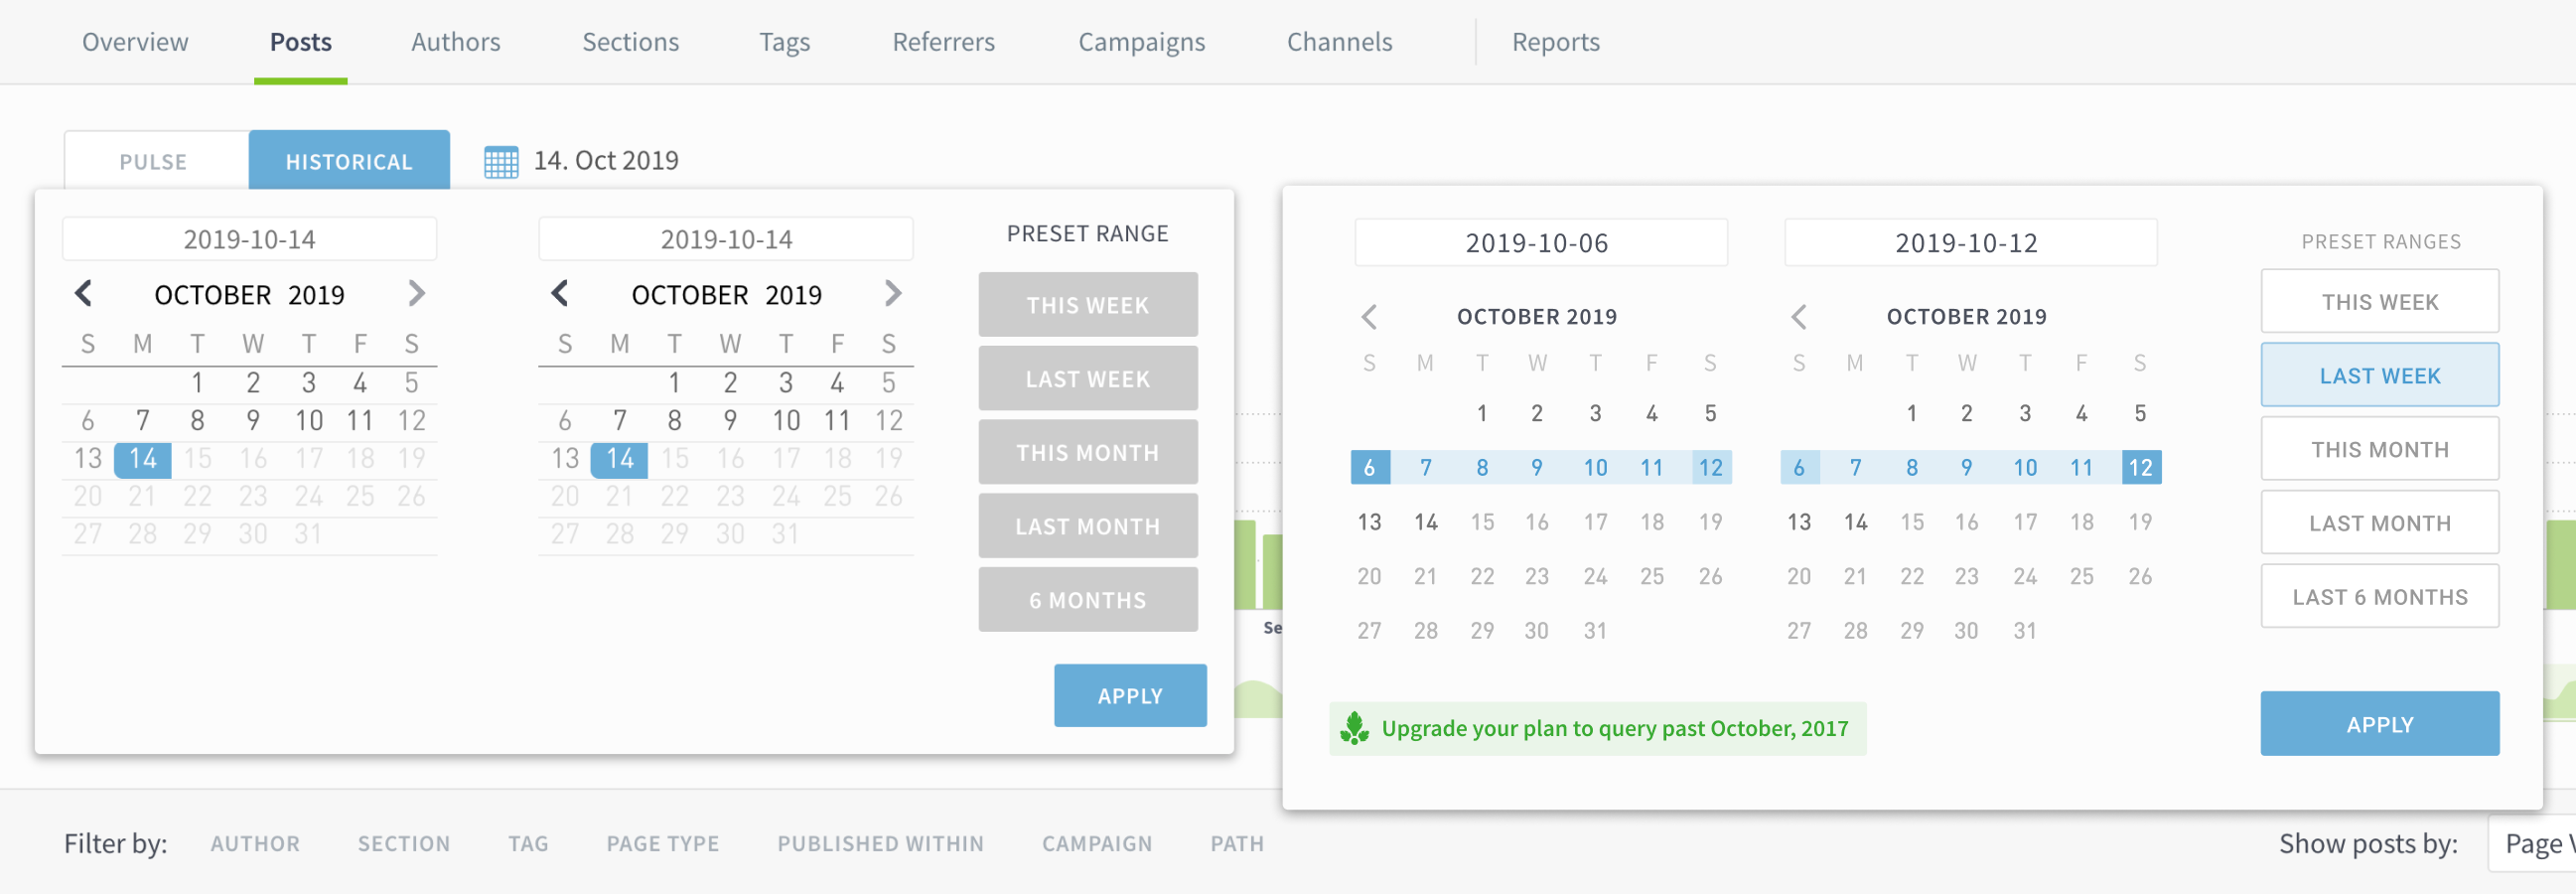 Overview Posts Authors Sections Tags Referrers Campaigns Channels Reports
PULSE HISTORICAL 14. Oct 2019
2019-10-14
OCTOBER 2019
S M T W T F S
1 2 3 4 5
6 7 8 9 10 11 12
13 14 15 16 17 18 19
20 21 22 23 24 25 26
27 28 29 30 31
2019-10-14
OCTOBER 2019
S M T W T F S
1 2 3 4 5
6 7 8 9 10 11 12
13 14 15 16 17 18 19
20 21 22 23 24 25 26
27 28 29 30 31
PRESET RANGE
THIS WEEK
LAST WEEK
THIS MONTH
LAST MONTH
6 MONTHS
APPLY
Se
2019-10-06
OCTOBER 2019
S M T W T F S
1 2 3 4 5
6 7 8 9 10 11 12
13 14 15 16 17 18 19
20 21 22 23 24 25 26
27 28 29 30 31
2019-10-12
OCTOBER 2019
S M T W T F S
1 2 3 4 5
6 7 8 9 10 11 12
13 14 15 16 17 18 19
20 21 22 23 24 25 26
27 28 29 30 31
PRESET RANGES
THIS WEEK
LAST WEEK
THIS MONTH
LAST MONTH
LAST 6 MONTHS
Upgrade your plan to query past October, 2017
APPLY
Filter by: AUTHOR SECTION TAG PAGE TYPE PUBLISHED WITHIN CAMPAIGN PATH
Show posts by: Page